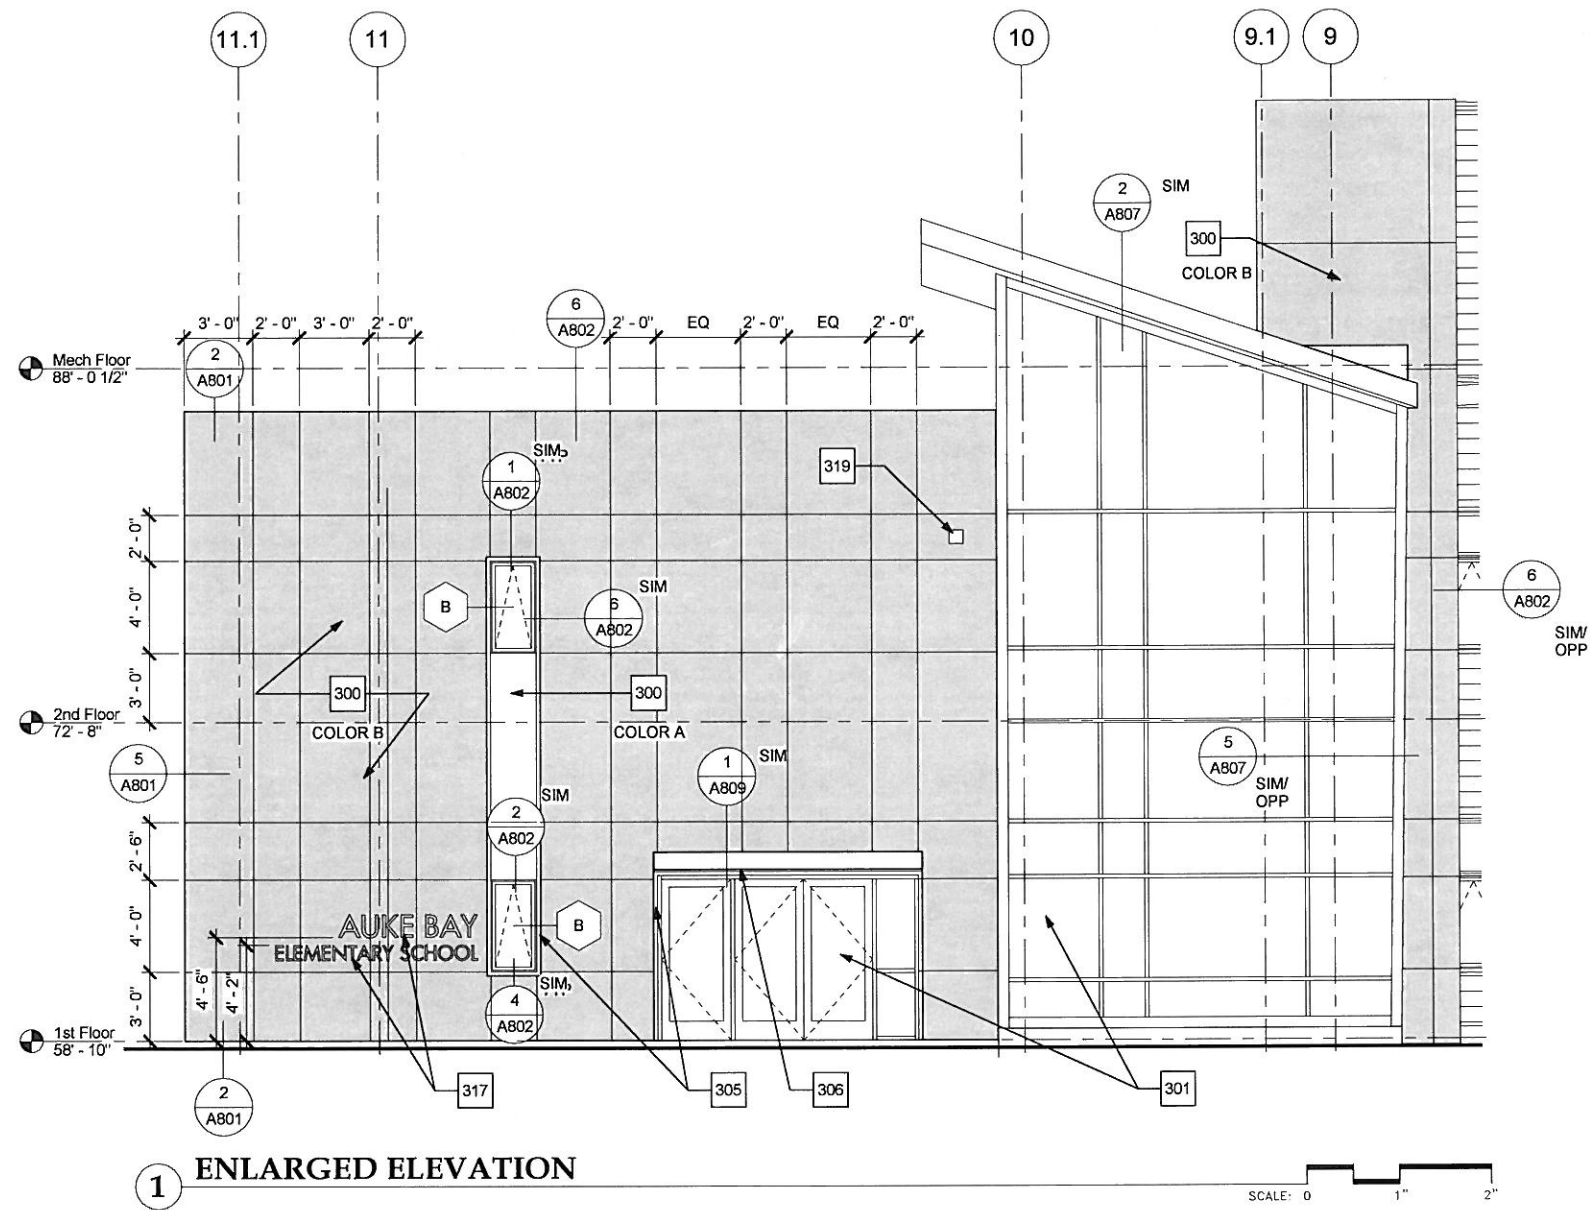 11.1
11
10
9.1
9
2
A807
SIM
300
COLOR B
6
A802
3' - 0"
2' - 0"
3' - 0"
2' - 0"
2' - 0"
EQ
2' - 0"
EQ
2' - 0"
Mech Floor
88' - 0 1/2"
2
A801
SIM
1
A802
319
2' - 0"
4' - 0"
B
6
A802
SIM
6
A802
SIM/
OPP
3' - 0"
300
COLOR B
300
COLOR A
2nd Floor
72' - 8"
5
A801
1
A809
SIM
5
A807
SIM/
OPP
2
A802
SIM
2' - 6"
4' - 0"
AUKE BAY
ELEMENTARY SCHOOL
B
4' - 6"
4' - 2"
3' - 0"
SIM
4
A802
1st Floor
58' - 10"
2
A801
317
305
306
301
1
ENLARGED ELEVATION
SCALE: 0 1" 2"